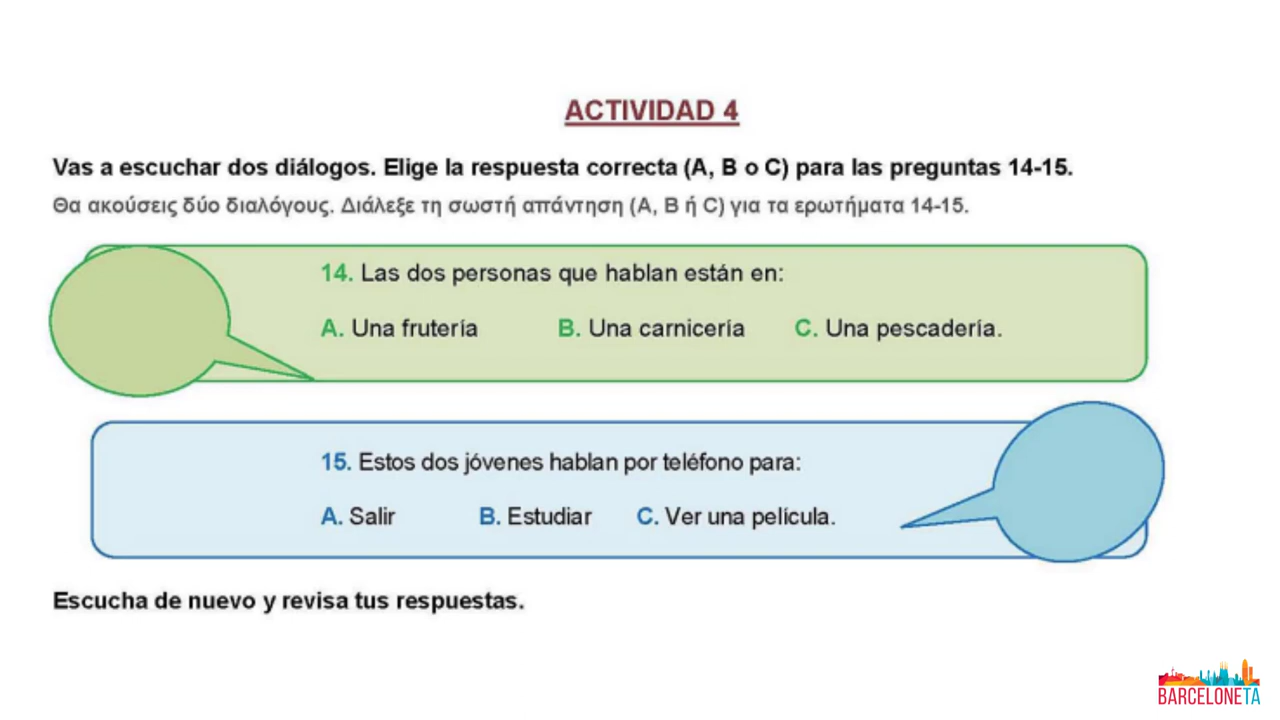 ACTIVIDAD 4
Vas a escuchar dos diálogos. Elige la respuesta correcta (A, B o C) para las preguntas 14-15.
Θα ακούσεις δύο διαλόγους. Διάλεξε τη σωστή απάντηση (A, B ή C) για τα ερωτήματα 14-15.
14. Las dos personas que hablan están en:
A. Una frutería B. Una carnicería C. Una pescadería.
15. Estos dos jóvenes hablan por teléfono para:
A. Salir B. Estudiar C. Ver una película.
Escucha de nuevo y revisa tus respuestas.
BARCELONETA